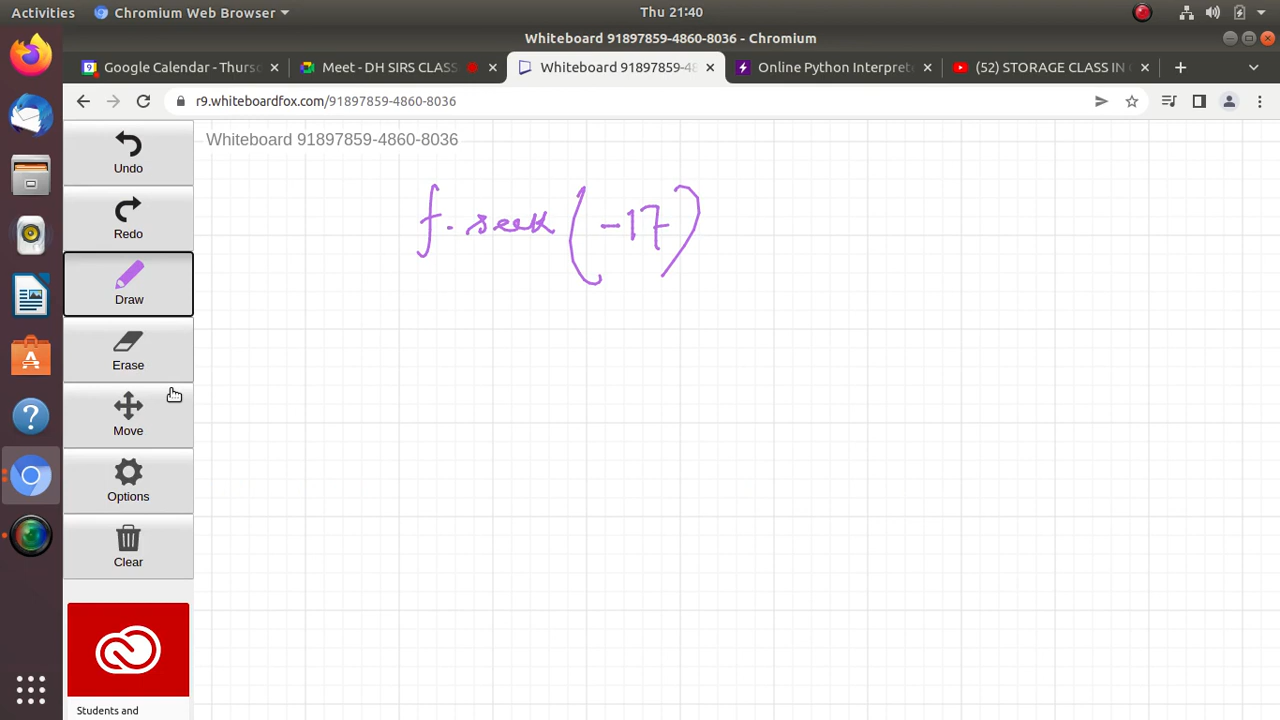 Activities Chromium Web Browser Thu 21:40
Whiteboard 91897859-4860-8036 - Chromium
Google Calendar - Thurs Meet - DH SIRS CLASS Whiteboard 91897859-48 Online Python Interprete (52) STORAGE CLASS IN
r9.whiteboardfox.com/91897859-4860-8036
Whiteboard 91897859-4860-8036
Undo
Redo
Draw
Erase
Move
Options
Clear
Students and
f.seek(-17)